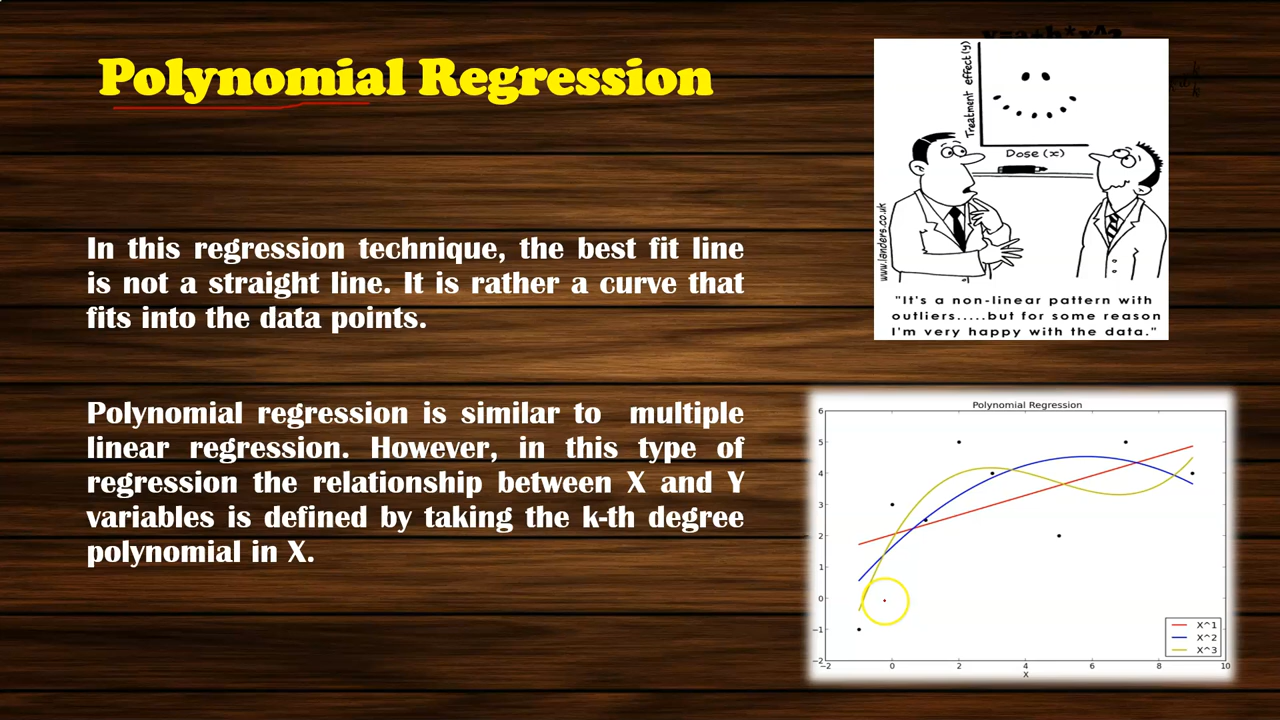 Polynomial Regression
In this regression technique, the best fit line
is not a straight line. It is rather a curve that
fits into the data points.
Polynomial regression is similar to multiple
linear regression. However, in this type of
regression the relationship between X and Y
variables is defined by taking the k-th degree
polynomial in X.
Treatment effect(y)
Dose (x)
www.landers.co.uk
"It's a non-linear pattern with
outliers.....but for some reason
I'm very happy with the data."
Polynomial Regression
6
5
4
3
2
1
0
−1
−2
−2 0 2 4 6 8 10
X
X^1
X^2
X^3